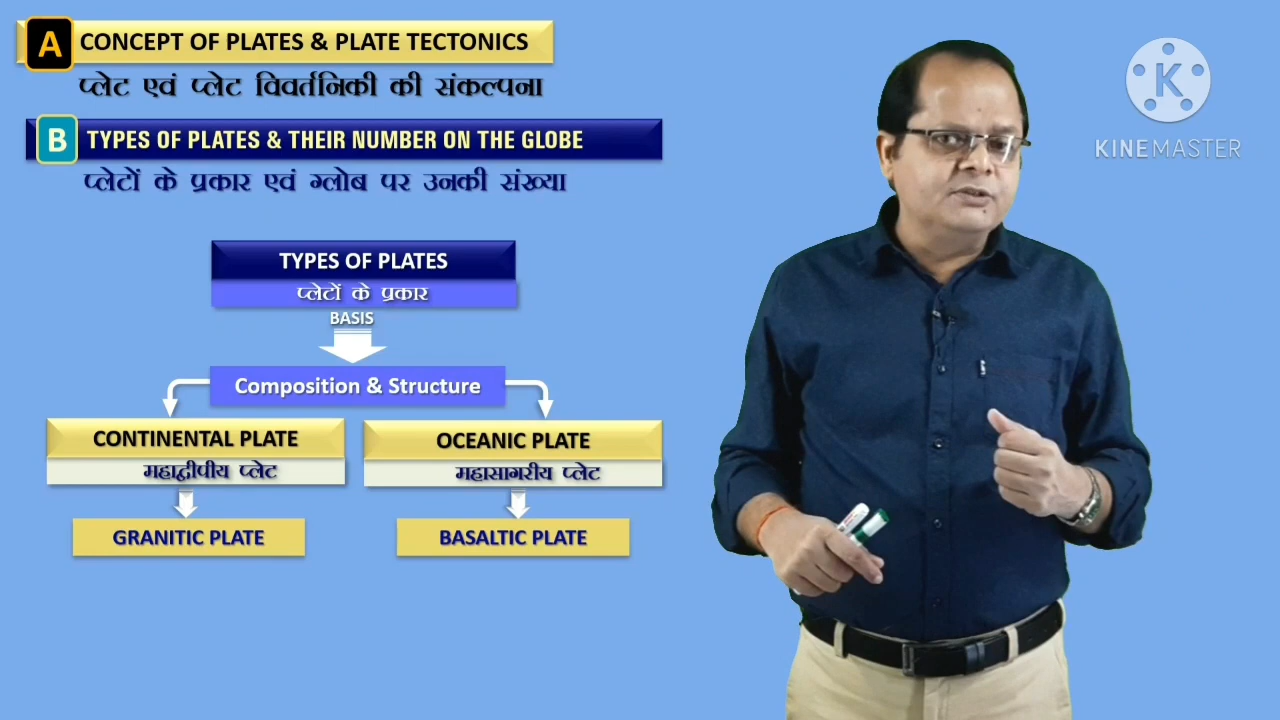 A CONCEPT OF PLATES & PLATE TECTONICS
प्लेट एवं प्लेट विवर्तनिकी की संकल्पना
B TYPES OF PLATES & THEIR NUMBER ON THE GLOBE
प्लेटों के प्रकार एवं ग्लोब पर उनकी संख्या
K
KINEMASTER
TYPES OF PLATES
प्लेटों के प्रकार
BASIS
Composition & Structure
CONTINENTAL PLATE
महाद्वीपीय प्लेट
GRANITIC PLATE
OCEANIC PLATE
महासागरीय प्लेट
BASALTIC PLATE